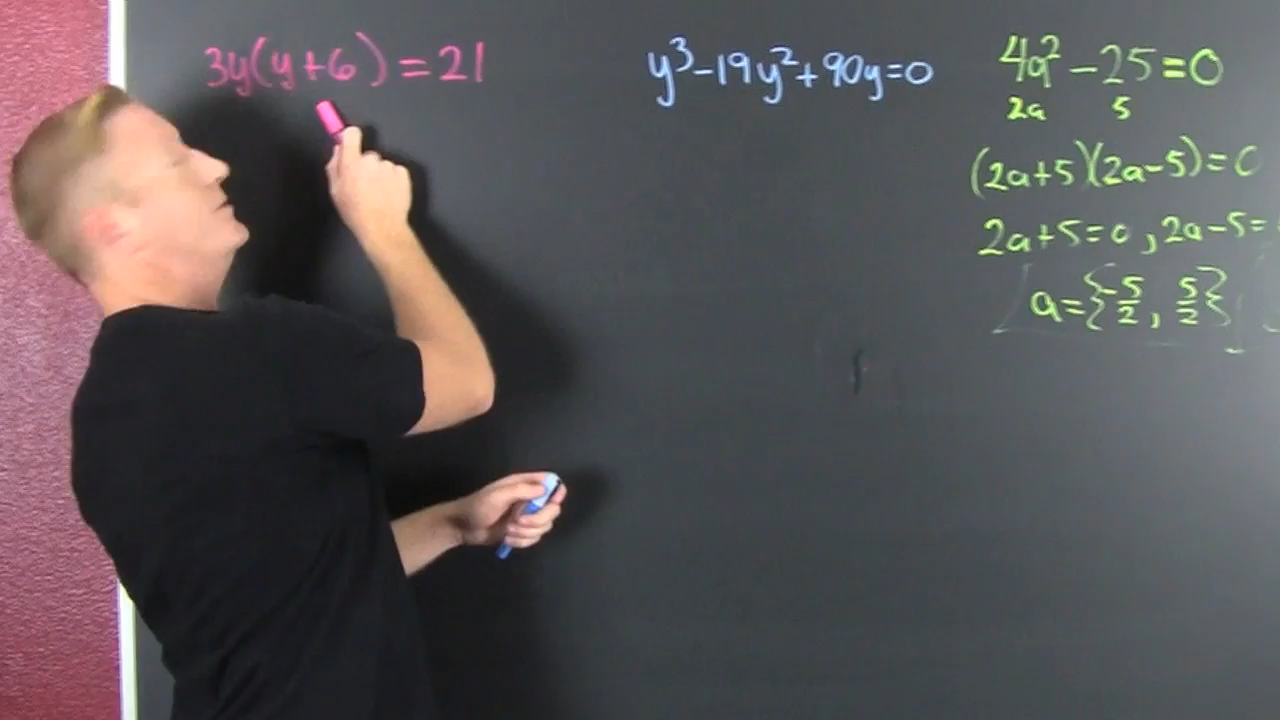 3y(y+6)=21
y³-19y²+90y=0
4a²-25=0
2a 5
(2a+5)(2a-5)=0
2a+5=0, 2a-5=
a={-5/2, 5/2}